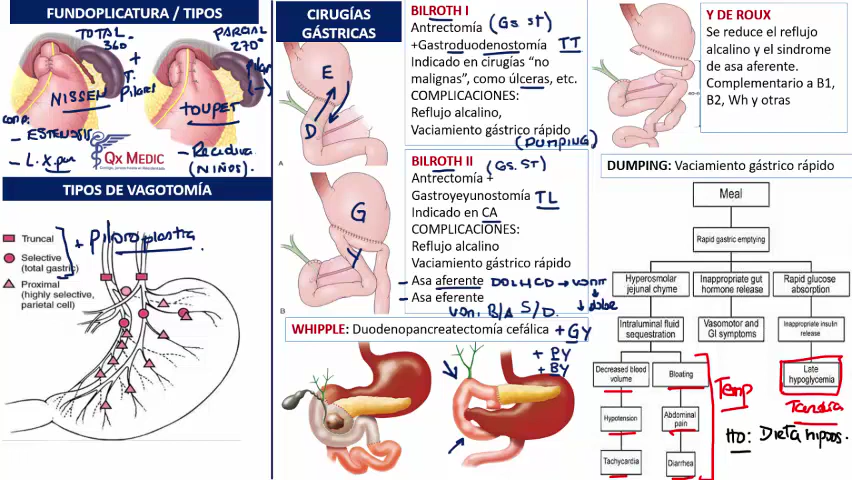 FUNDOPLICATURA / TIPOS
TOTAL
360
+
T.
Pilares
NISSEN
comp.
- ESTENOSIS
PARCIAL
270°
Pilar
(-)
TOUPET
- Recidiva
(NIÑOS).
Qx MEDIC
TIPOS DE VAGOTOMÍA
Truncal
Selective
(total gastric)
Proximal
(highly selective,
parietal cell)
+ Piloroplastia.
CIRUGÍAS
GÁSTRICAS
E
D
A
G
Y
B
BILROTH I
(Gs. ST)
Antrectomía
+Gastroduodenostomía TT
Indicado en cirugías “no
malignas”, como úlceras, etc.
COMPLICACIONES:
Reflujo alcalino,
Vaciamiento gástrico rápido
(DUMPING)
BILROTH II (Gs. ST)
Antrectomía +
Gastroyeyunostomía TL
Indicado en CA
COMPLICACIONES:
Reflujo alcalino
Vaciamiento gástrico rápido
- Asa aferente
- Asa eferente
von. B/A S/D.
WHIPPLE: Duodenopancreatectomía cefálica + GY
+ PY
+ BY
Y DE ROUX
Se reduce el reflujo
alcalino y el sindrome
de asa aferente.
Complementario a B1,
B2, Wh y otras
DUMPING: Vaciamiento gástrico rápido
Meal
Rapid gastric emptying
Hyperosmolar
jejunal chyme
Inappropriate gut
hormone release
Rapid glucose
absorption
Intraluminal fluid
sequestration
Vasomotor and
GI symptoms
Inappropriate insulin
release
Decreased blood
volume
Bloating
Late
hypoglycemia
Temp
Tardía
Hypotension
Abdominal
pain
HO: Dieta hipoos.
Tachycardia
Diarrhea